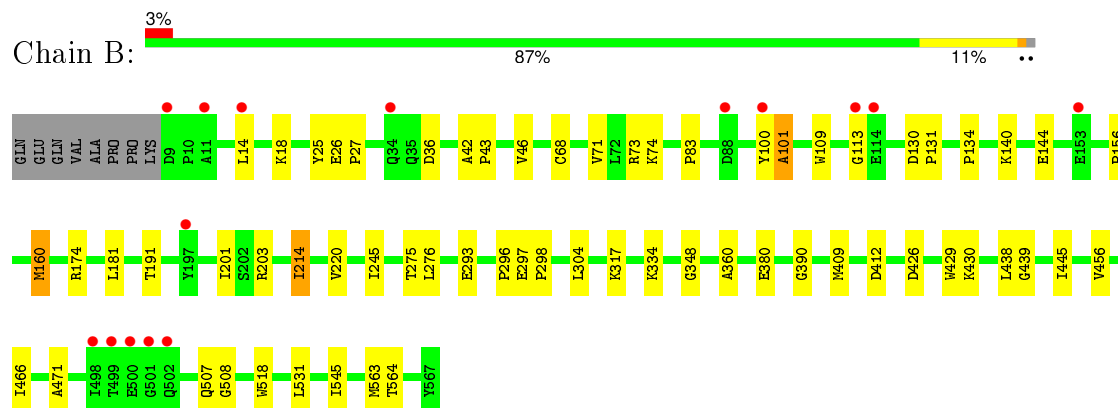 3%
Chain B:
87% 11% ••
GLN GLU GLN VAL ALA PRO PRO LYS D9 P10 A11 L14 K18 Y25 E26 P27 Q34 Q35 D36 A42 P43 V46 C68 V71 L72 R73 K74 P83 D88 Y100 A101 W109 G113 E114 D130 P131 P134 K140 E144 E153
M160 R174 L181 T191 Y197 I201 S202 R203 I214 V220 I245 T275 L276 E293 P296 E297 P298 L304 K317 K334 G348 A360 E380 G390 M409 D412 D426 W429 K430 L438 G439 I445 V456
I466 A471 I498 T499 E500 G501 Q502 Q507 G508 W518 L531 I545 M563 T564 Y567